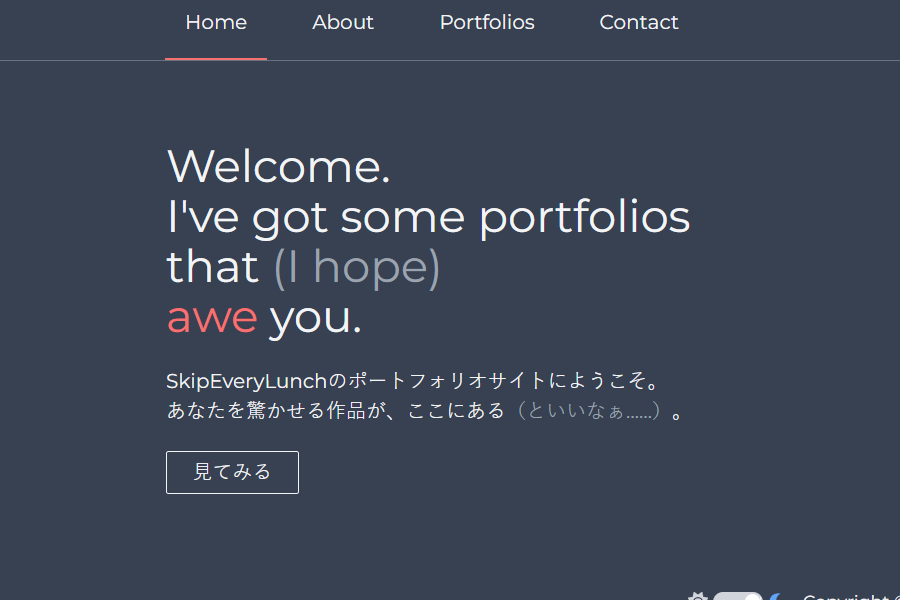 Home About Portfolios Contact
Welcome.
I've got some portfolios
that (I hope)
awe you.
SkipEveryLunchのポートフォリオサイトにようこそ。
あなたを驚かせる作品が、ここにある（といいなぁ......）。
見てみる
Copyright